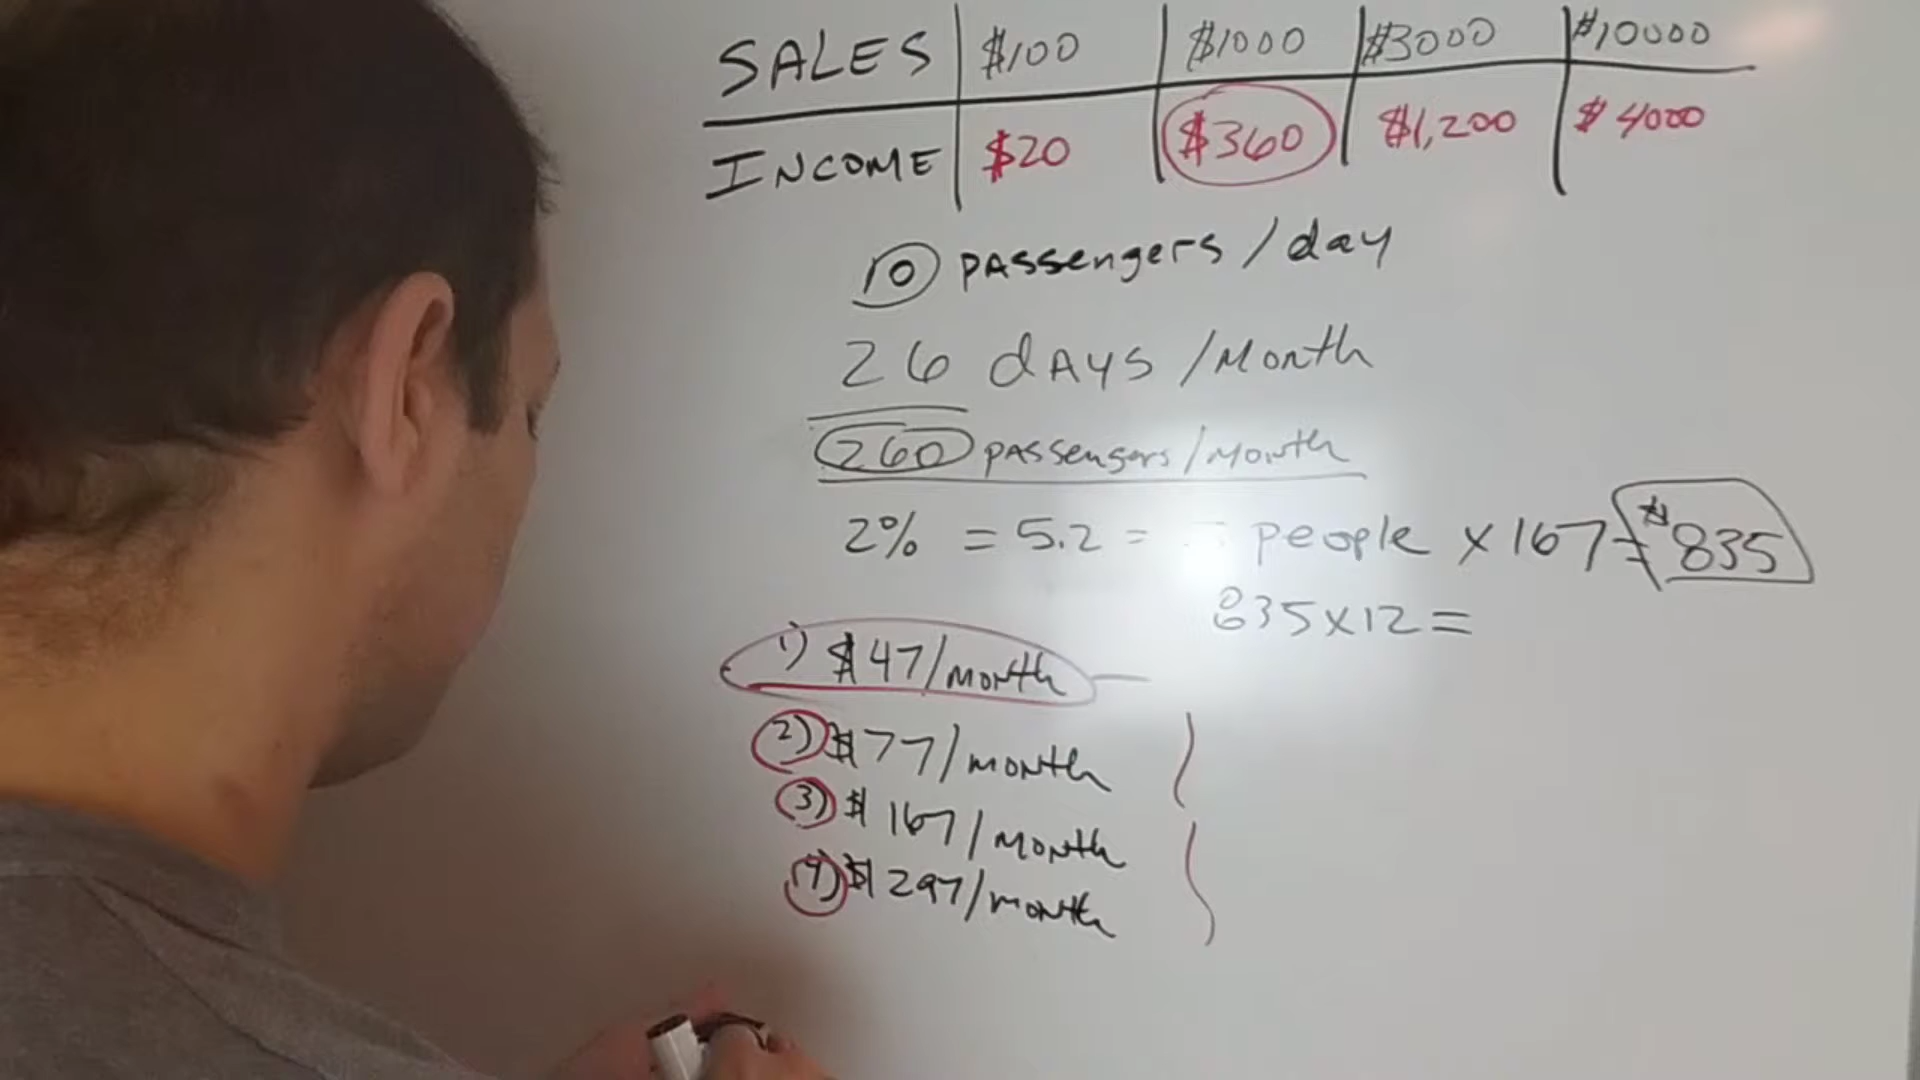 SALES $100 $1000 $3000 $10000
INCOME $20 $360 $1,200 $4000
10 PASSengers/day
26 dAYS/Month
260 PASSengers/Month
2% = 5.2 = people x 167 = $835
835x12=
1) $47/month
2) $77/month
3) $167/month
4) $297/month